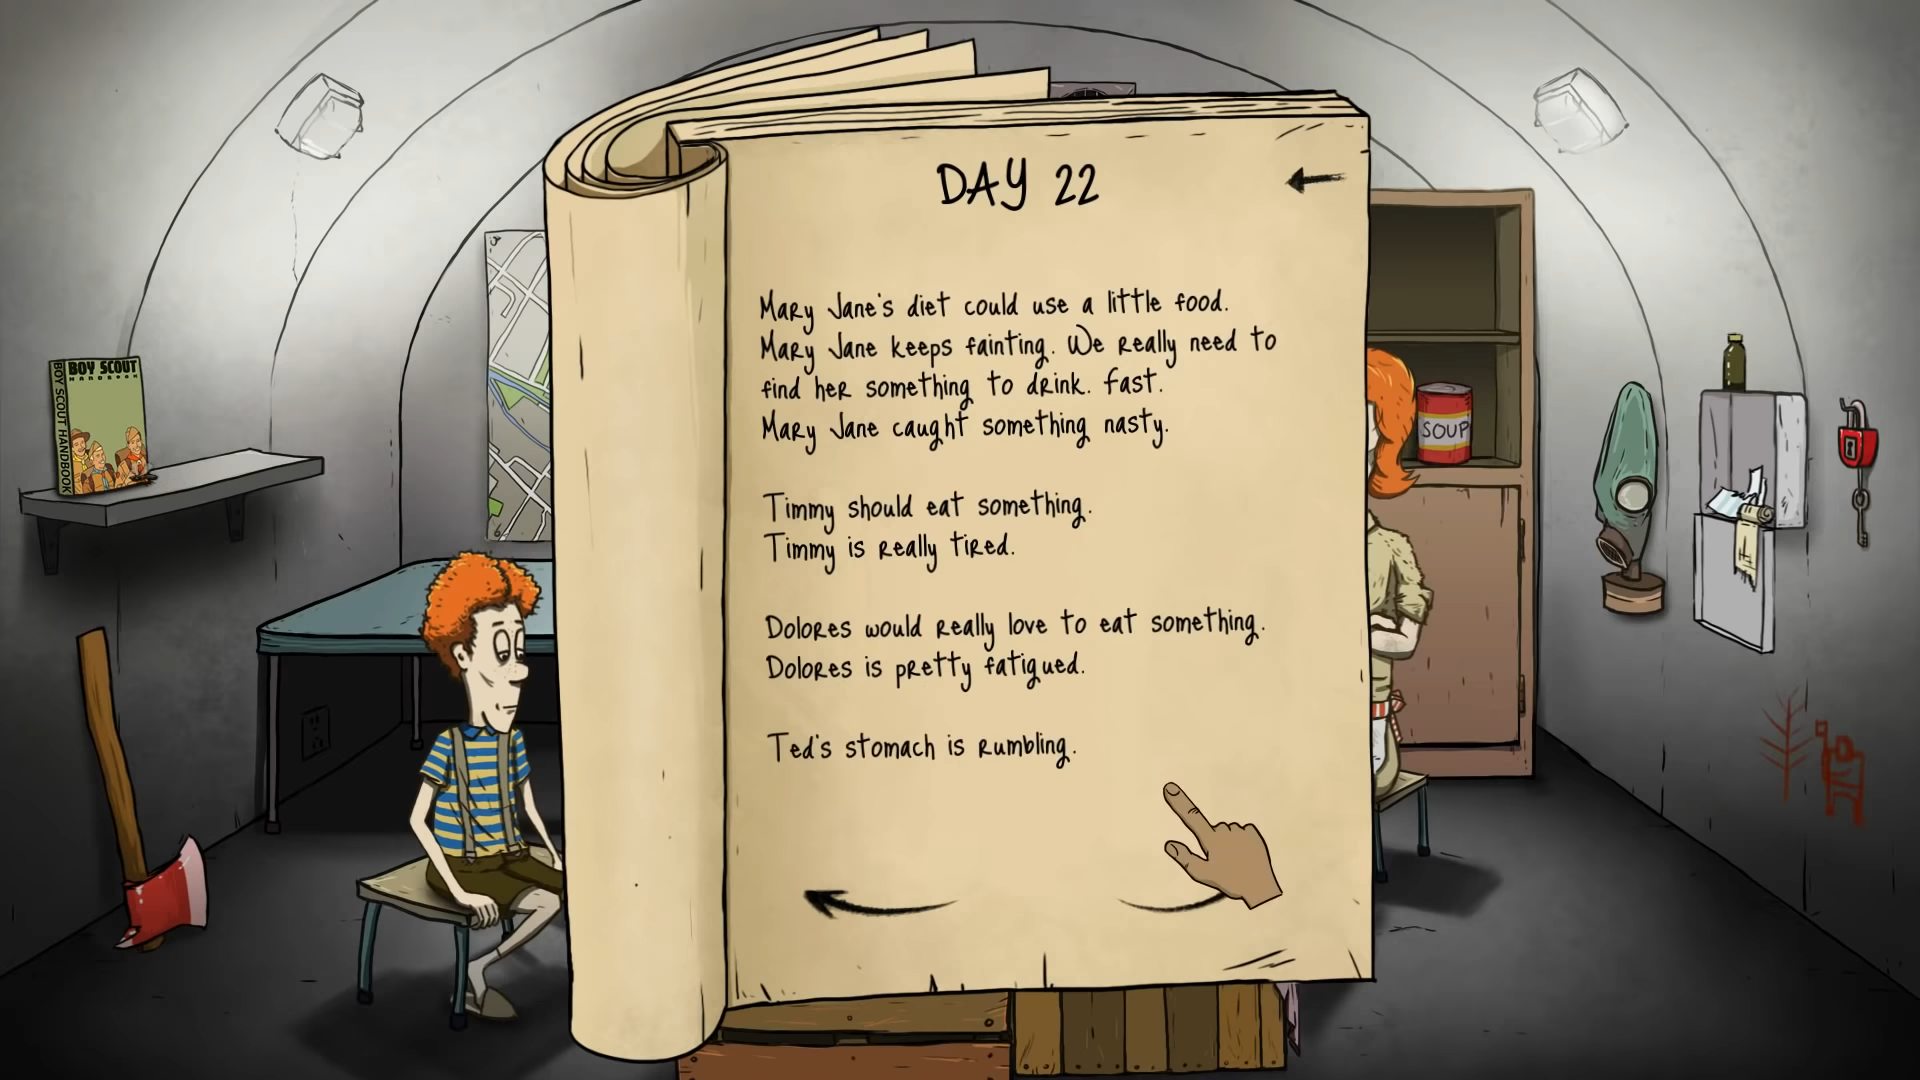 DAY 22
Mary Jane's diet could use a little food.
Mary Jane keeps fainting. We really need to
find her something to drink. Fast.
Mary Jane caught something nasty.
Timmy should eat something.
Timmy is really tired.
Dolores would really love to eat something.
Dolores is pretty fatigued.
Ted's stomach is rumbling.
BOY SCOUT
HANDBOOK
BOY SCOUT HANDBOOK
SOUP